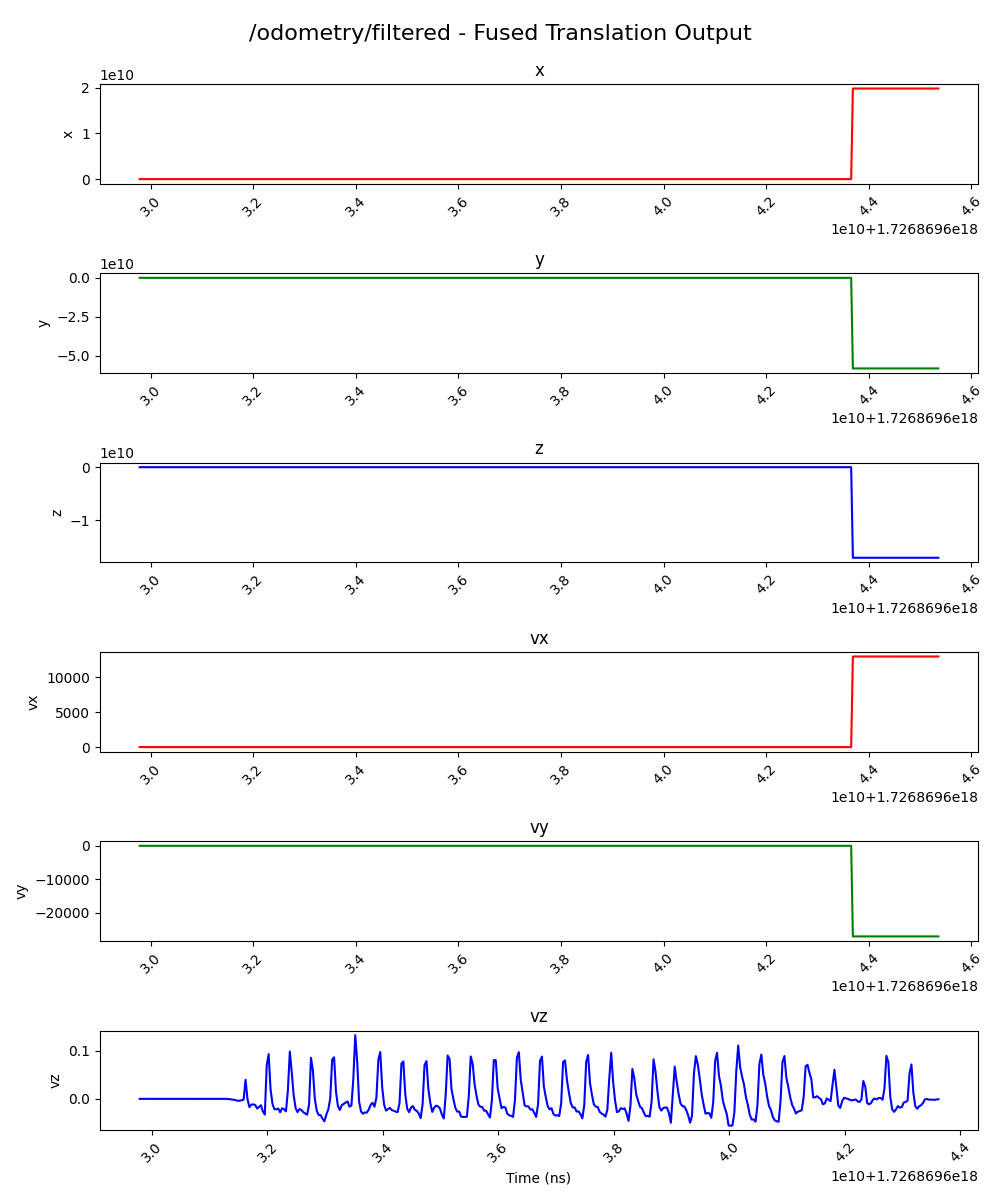 /odometry/filtered - Fused Translation Output
x
1e10
2
1
0
x
3.0 3.2 3.4 3.6 3.8 4.0 4.2 4.4 4.6
1e10+1.7268696e18
y
1e10
0.0
−2.5
−5.0
y
3.0 3.2 3.4 3.6 3.8 4.0 4.2 4.4 4.6
1e10+1.7268696e18
z
1e10
0
−1
z
3.0 3.2 3.4 3.6 3.8 4.0 4.2 4.4 4.6
1e10+1.7268696e18
vx
10000
5000
0
vx
3.0 3.2 3.4 3.6 3.8 4.0 4.2 4.4 4.6
1e10+1.7268696e18
vy
0
−10000
−20000
vy
3.0 3.2 3.4 3.6 3.8 4.0 4.2 4.4 4.6
1e10+1.7268696e18
vz
0.1
0.0
vz
3.0 3.2 3.4 3.6 3.8 4.0 4.2 4.4
Time (ns)
1e10+1.7268696e18